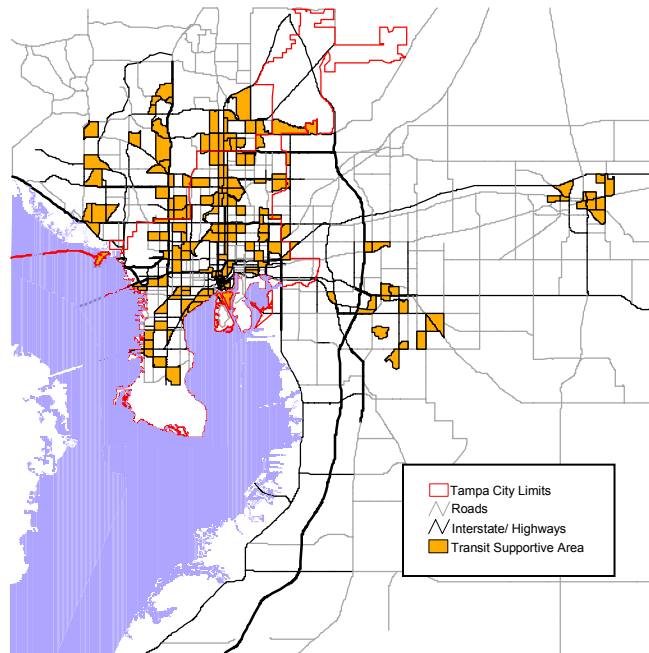 Tampa City Limits
Roads
Interstate/ Highways
Transit Supportive Area